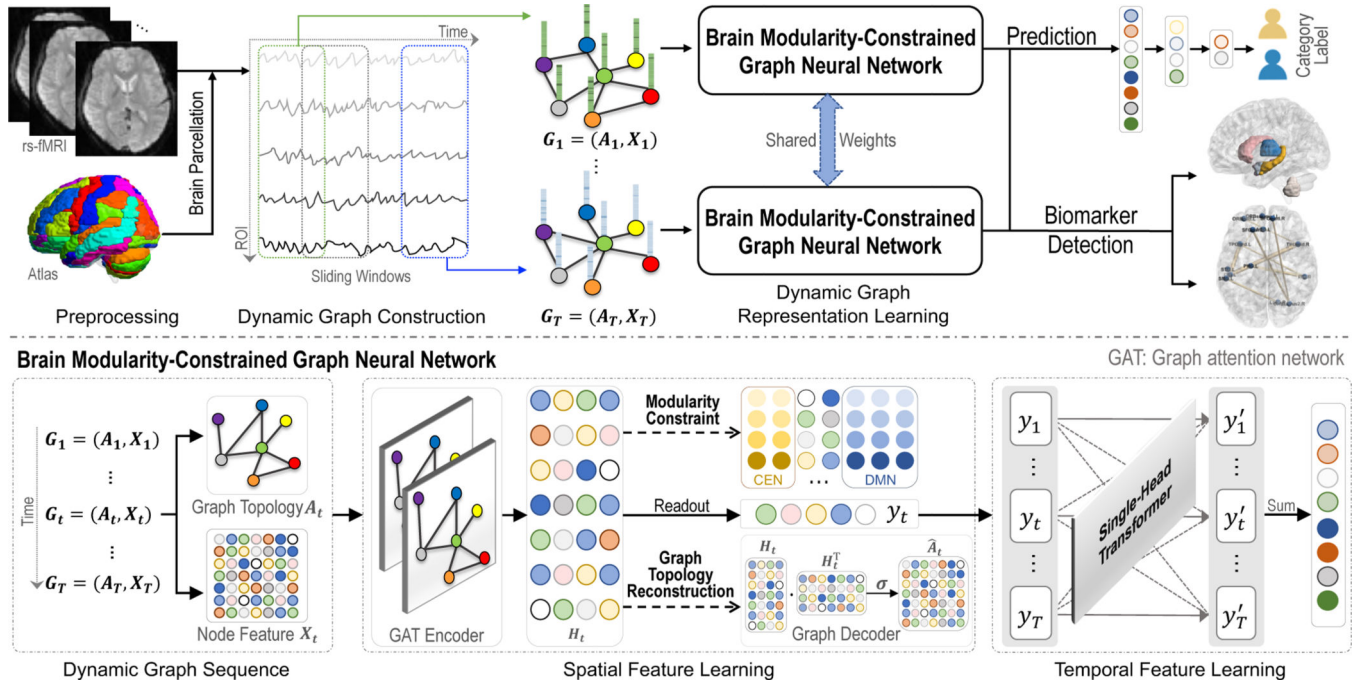 ...
rs-fMRI
Atlas
Brain Parcellation
Preprocessing
Time
ROI
Sliding Windows
Dynamic Graph Construction
G₁ = (A₁, X₁)
...
G_T = (A_T, X_T)
Brain Modularity-Constrained
Graph Neural Network
Shared Weights
Brain Modularity-Constrained
Graph Neural Network
Dynamic Graph
Representation Learning
Prediction
Category
Label
Biomarker
Detection
Brain Modularity-Constrained Graph Neural Network
GAT: Graph attention network
Time
G₁ = (A₁, X₁)
...
G_t = (A_t, X_t)
...
G_T = (A_T, X_T)
Graph Topology A_t
Node Feature X_t
Dynamic Graph Sequence
GAT Encoder
H_t
Modularity
Constraint
CEN
...
DMN
Readout
y_t
Graph
Topology
Reconstruction
H_t
·
H_t^T
σ
Â_t
Graph Decoder
Spatial Feature Learning
y₁
...
y_t
...
y_T
Single-Head
Transformer
y₁′
...
y_t′
...
y_T′
Sum
Temporal Feature Learning